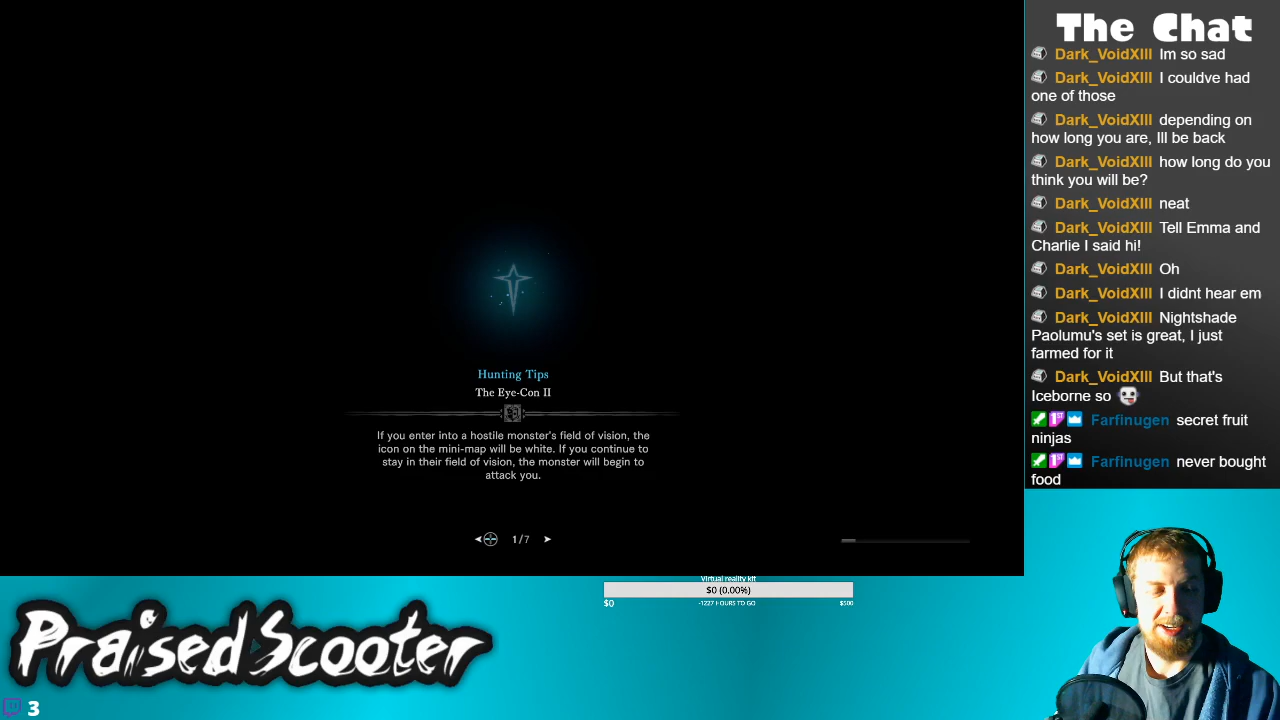 The Chat
Dark_VoidXIII Im so sad
Dark_VoidXIII I couldve had
one of those
Dark_VoidXIII depending on
how long you are, Ill be back
Dark_VoidXIII how long do you
think you will be?
Dark_VoidXIII neat
Dark_VoidXIII Tell Emma and
Charlie I said hi!
Dark_VoidXIII Oh
Dark_VoidXIII I didnt hear em
Dark_VoidXIII Nightshade
Paolumu's set is great, I just
farmed for it
Dark_VoidXIII But that's
Iceborne so
Farfinugen secret fruit
ninjas
Farfinugen never bought
food
Hunting Tips
The Eye-Con II
If you enter into a hostile monster's field of vision, the
icon on the mini-map will be white. If you continue to
stay in their field of vision, the monster will begin to
attack you.
1/7
Virtual reality kit
$0 (0.00%)
$0 -1227 HOURS TO GO $500
Praised Scooter
3